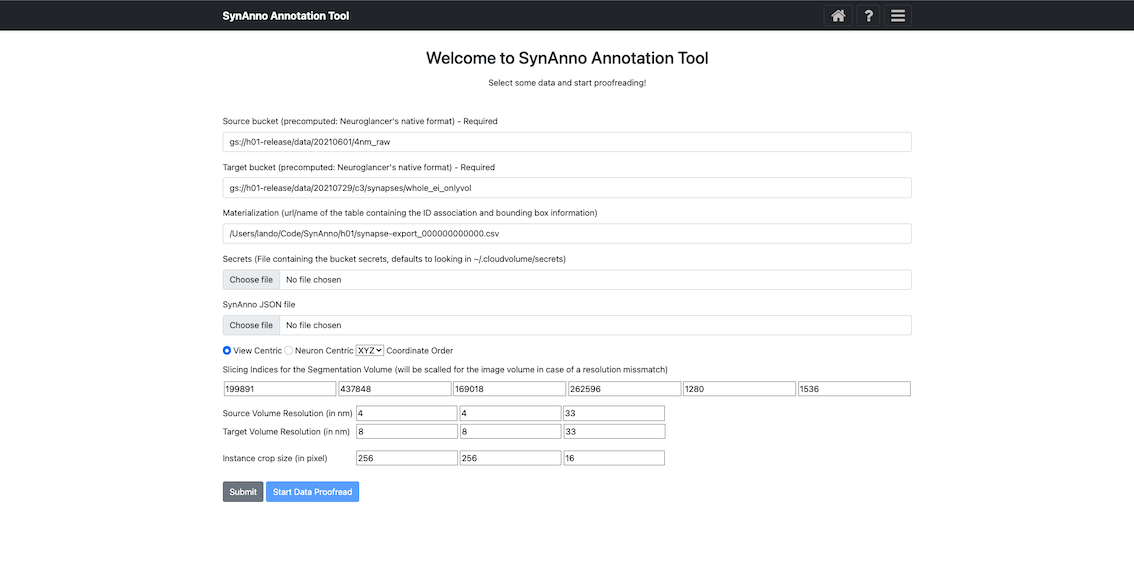 SynAnno Annotation Tool
?
Welcome to SynAnno Annotation Tool
Select some data and start proofreading!
Source bucket (precomputed: Neuroglancer's native format) - Required
gs://h01-release/data/20210601/4nm_raw
Target bucket (precomputed: Neuroglancer's native format) - Required
gs://h01-release/data/20210729/c3/synapses/whole_ei_onlyvol
Materialization (url/name of the table containing the ID association and bounding box information)
/Users/lando/Code/SynAnno/h01/synapse-export_000000000000.csv
Secrets (File containing the bucket secrets, defaults to looking in ~/.cloudvolume/secrets)
Choose file No file chosen
SynAnno JSON file
Choose file No file chosen
View Centric Neuron Centric XYZ Coordinate Order
Slicing Indices for the Segmentation Volume (will be scalled for the image volume in case of a resolution missmatch)
199891 437848 169018 262596 1280 1536
Source Volume Resolution (in nm) 4 4 33
Target Volume Resolution (in nm) 8 8 33
Instance crop size (in pixel) 256 256 16
Submit Start Data Proofread